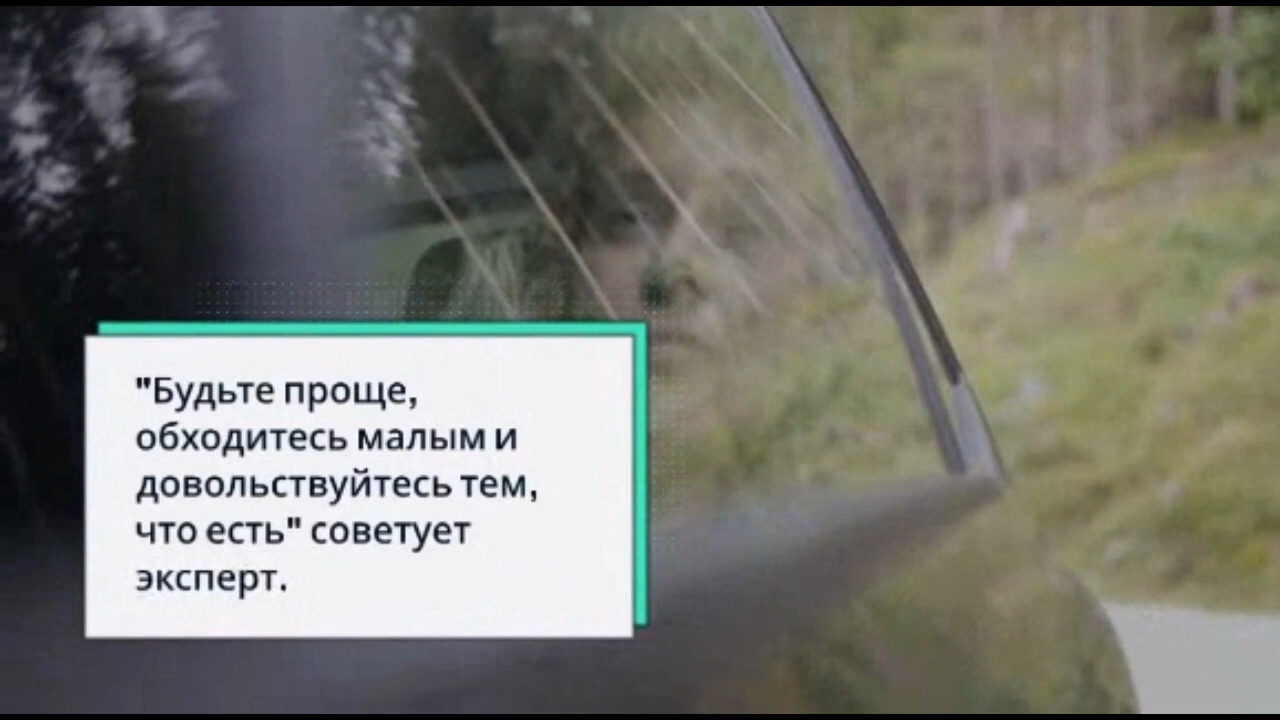 "Будьте проще,
обходитесь малым и
довольствуйтесь тем,
что есть" советует
эксперт.